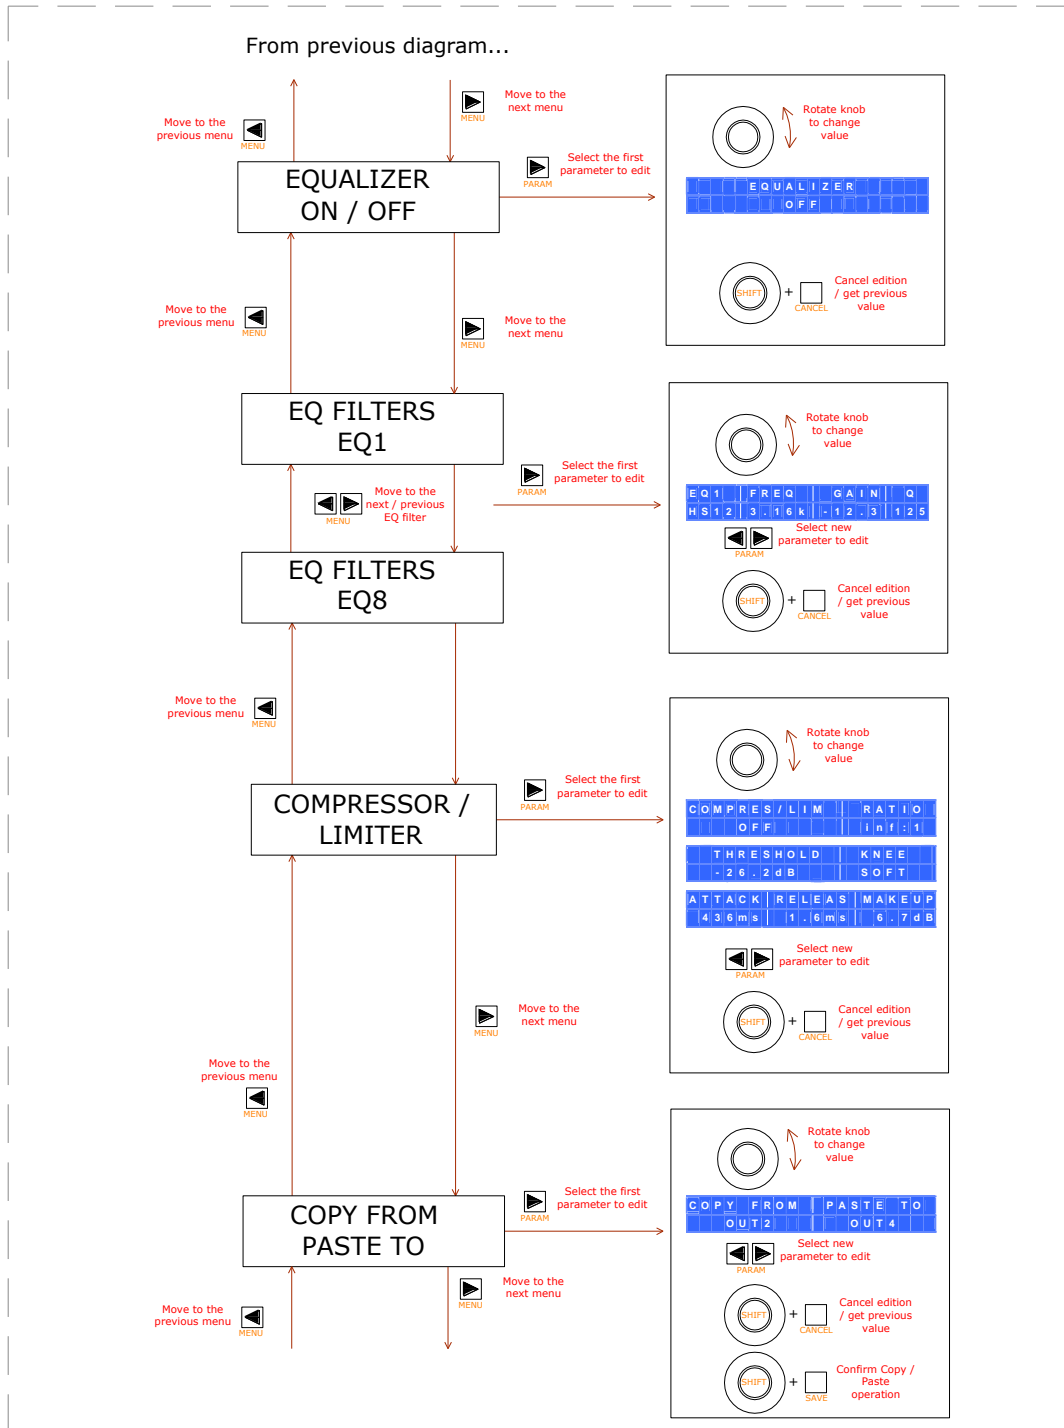 From previous diagram...
Move to the
next menu
MENU
Move to the
previous menu
MENU
EQUALIZER
ON / OFF
Select the first
parameter to edit
PARAM
Rotate knob
to change
value
EQUALIZER
OFF
SHIFT
+
CANCEL
Cancel edition
/ get previous
value
Move to the
previous menu
MENU
Move to the
next menu
MENU
EQ FILTERS
EQ1
Select the first
parameter to edit
PARAM
Move to the
next / previous
EQ filter
MENU
EQ FILTERS
EQ8
Rotate knob
to change
value
EQ1 FREQ GAIN Q
HS12 3.16k -12.3 125
Select new
parameter to edit
PARAM
SHIFT
+
CANCEL
Cancel edition
/ get previous
value
Move to the
previous menu
MENU
COMPRESSOR /
LIMITER
Select the first
parameter to edit
PARAM
Rotate knob
to change
value
COMPRES/LIM RATIO
OFF inf:1
THRESHOLD KNEE
-26.2dB SOFT
ATTACK RELEAS MAKEUP
436ms 1.6ms 6.7dB
Select new
parameter to edit
PARAM
SHIFT
+
CANCEL
Cancel edition
/ get previous
value
Move to the
next menu
MENU
Move to the
previous menu
MENU
COPY FROM
PASTE TO
Select the first
parameter to edit
PARAM
Rotate knob
to change
value
COPY FROM PASTE TO
OUT2 OUT4
Select new
parameter to edit
PARAM
SHIFT
+
CANCEL
Cancel edition
/ get previous
value
SHIFT
+
SAVE
Confirm Copy /
Paste
operation
Move to the
next menu
MENU
Move to the
previous menu
MENU